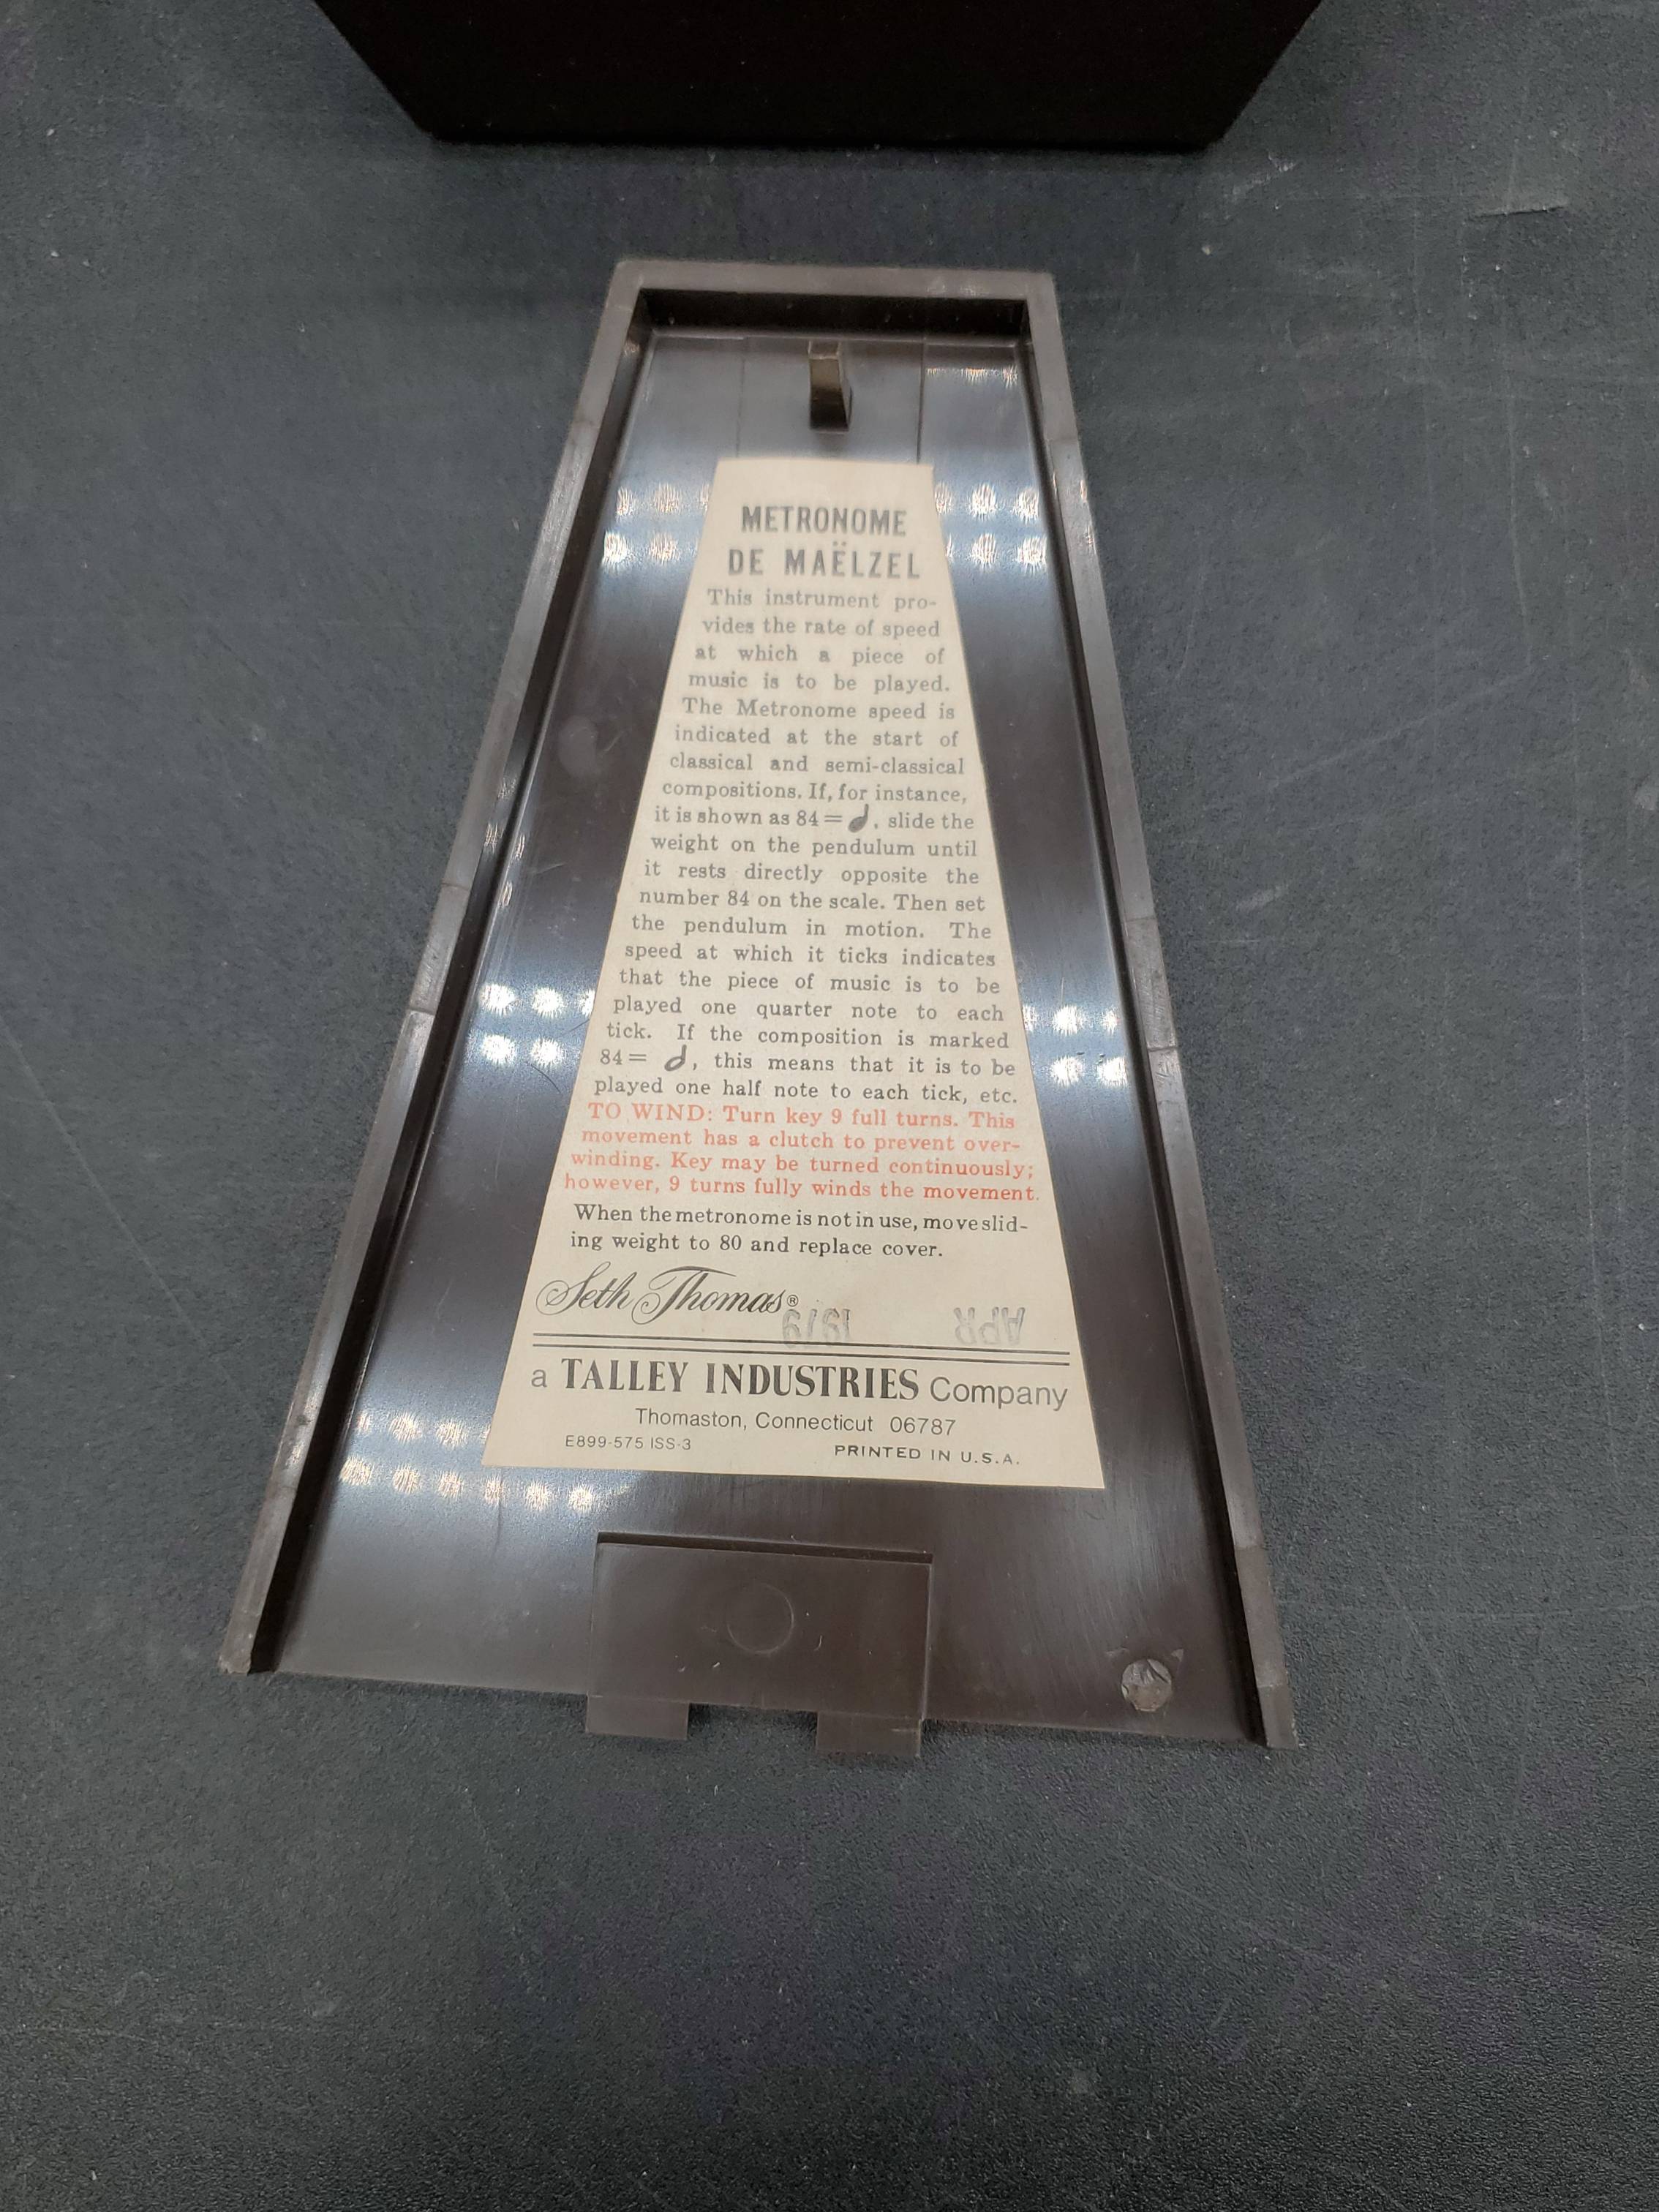 METRONOME
DE MAËLZEL
This instrument pro-
vides the rate of speed
at which a piece of
music is to be played.
The Metronome speed is
indicated at the start of
classical and semi-classical
compositions. If, for instance,
it is shown as 84 = ♩, slide the
weight on the pendulum until
it rests directly opposite the
number 84 on the scale. Then set
the pendulum in motion. The
speed at which it ticks indicates
that the piece of music is to be
played one quarter note to each
tick. If the composition is marked
84 = 𝅗𝅥, this means that it is to be
played one half note to each tick, etc.
TO WIND: Turn key 9 full turns. This
movement has a clutch to prevent over-
winding. Key may be turned continuously;
however, 9 turns fully winds the movement.
When the metronome is not in use, move slid-
ing weight to 80 and replace cover.
Seth Thomas®
APR 1979
a TALLEY INDUSTRIES Company
Thomaston, Connecticut 06787
E899-575 ISS-3 PRINTED IN U.S.A.